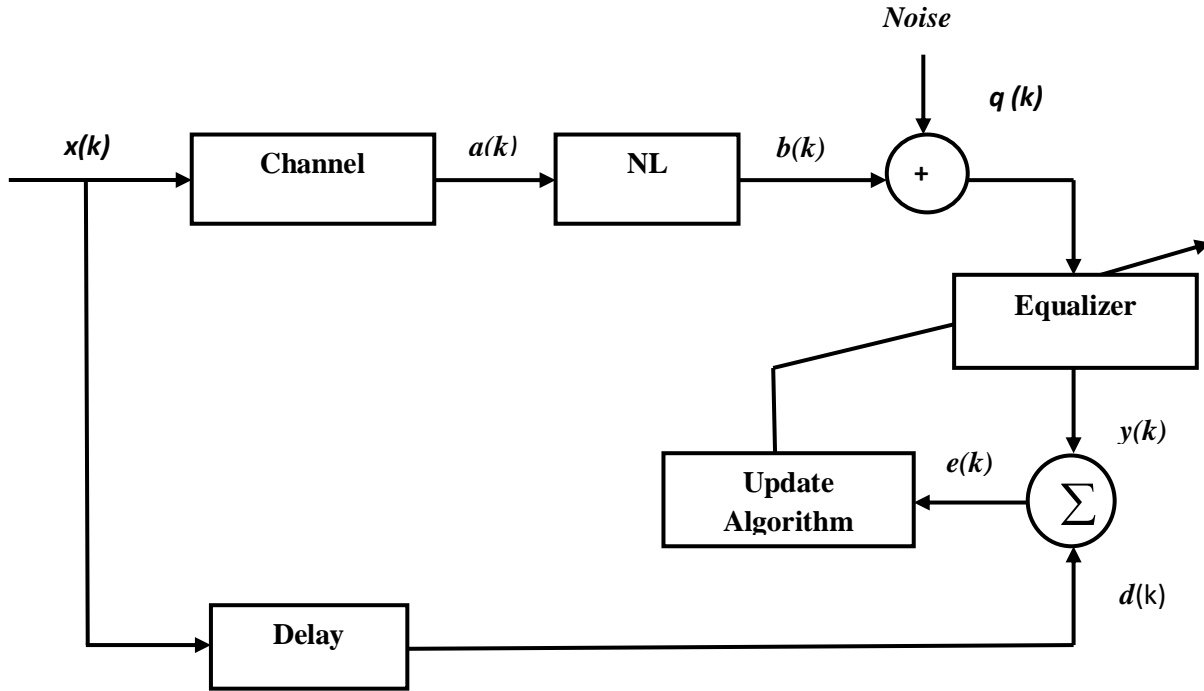 Noise
q (k)
x(k)
Channel
a(k)
NL
b(k)
+
Equalizer
y(k)
e(k)
Update
Algorithm
∑
d(k)
Delay